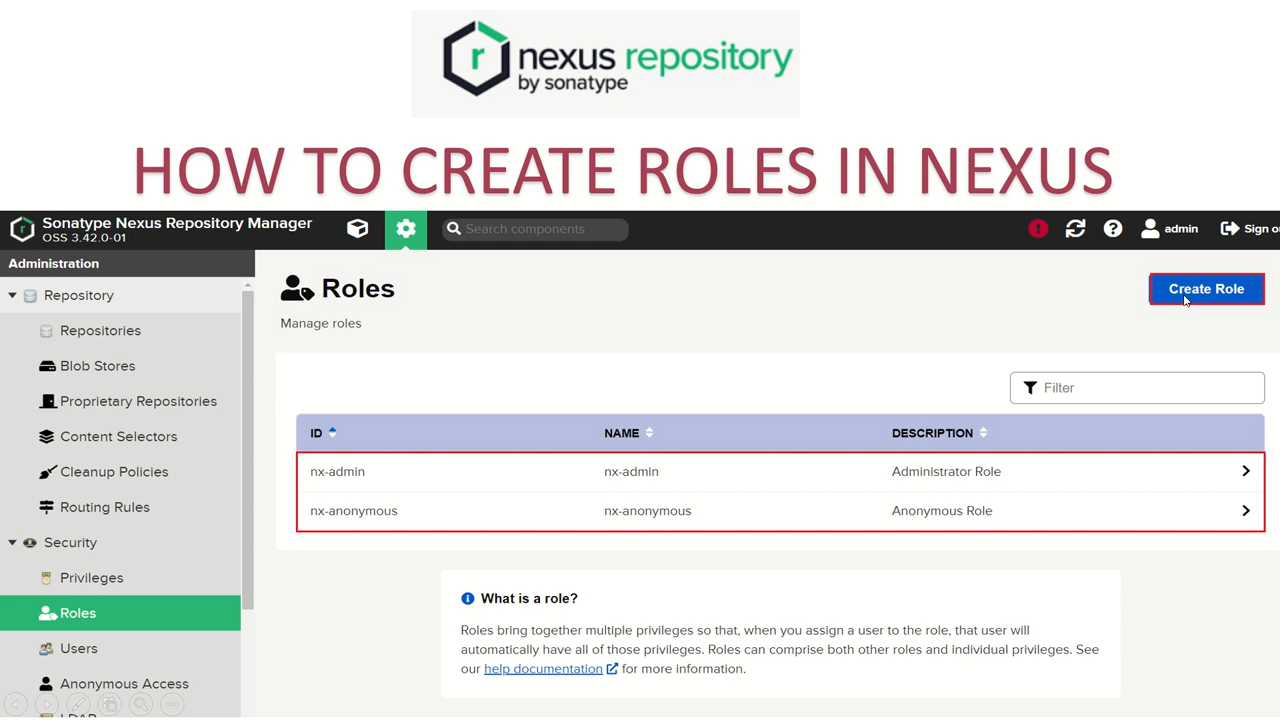 nexus repository
by sonatype
HOW TO CREATE ROLES IN NEXUS
Sonatype Nexus Repository Manager
OSS 3.42.0-01
Search components
admin
Sign o
Administration
Repository
Repositories
Blob Stores
Proprietary Repositories
Content Selectors
Cleanup Policies
Routing Rules
Security
Privileges
Roles
Users
Anonymous Access
LDAP
Roles
Create Role
Manage roles
Filter
ID NAME DESCRIPTION
nx-admin nx-admin Administrator Role
nx-anonymous nx-anonymous Anonymous Role
What is a role?
Roles bring together multiple privileges so that, when you assign a user to the role, that user will
automatically have all of those privileges. Roles can comprise both other roles and individual privileges. See
our help documentation for more information.